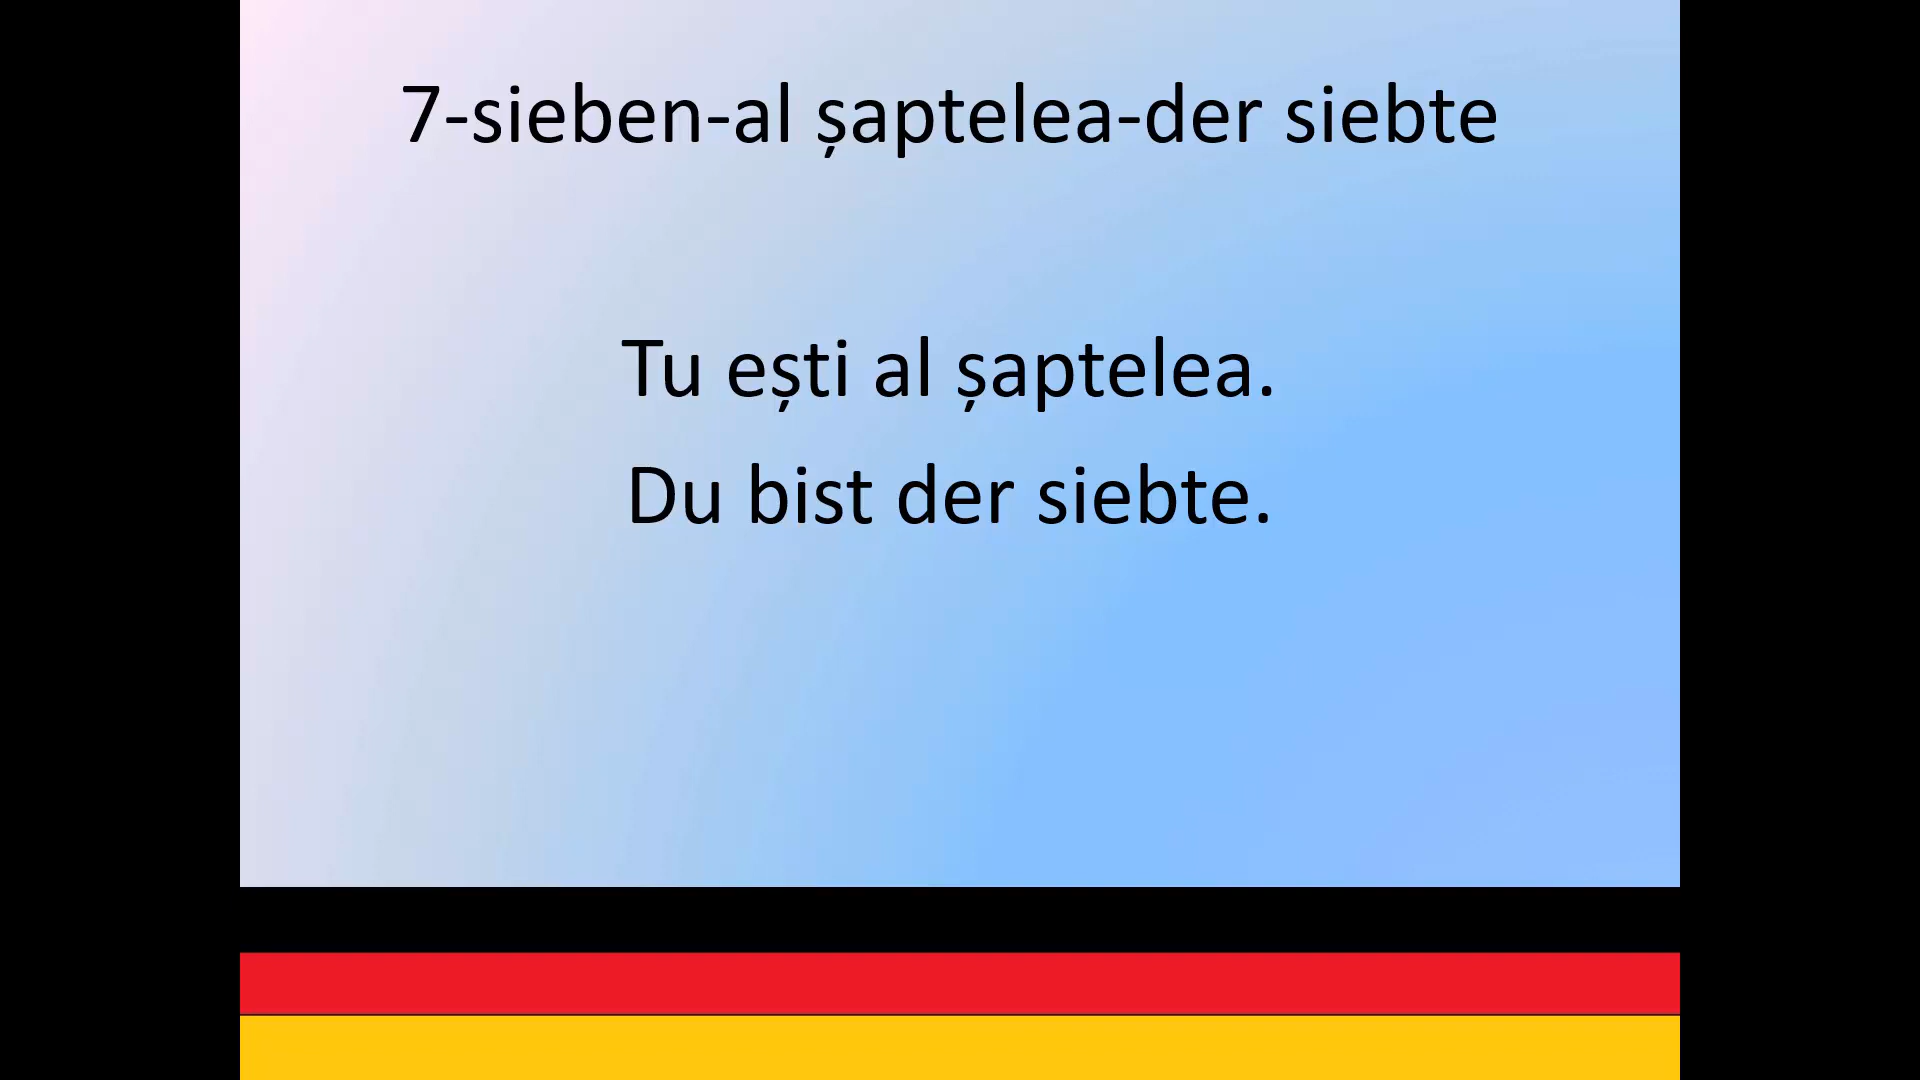 7-sieben-al șaptelea-der siebte
Tu ești al șaptelea.
Du bist der siebte.